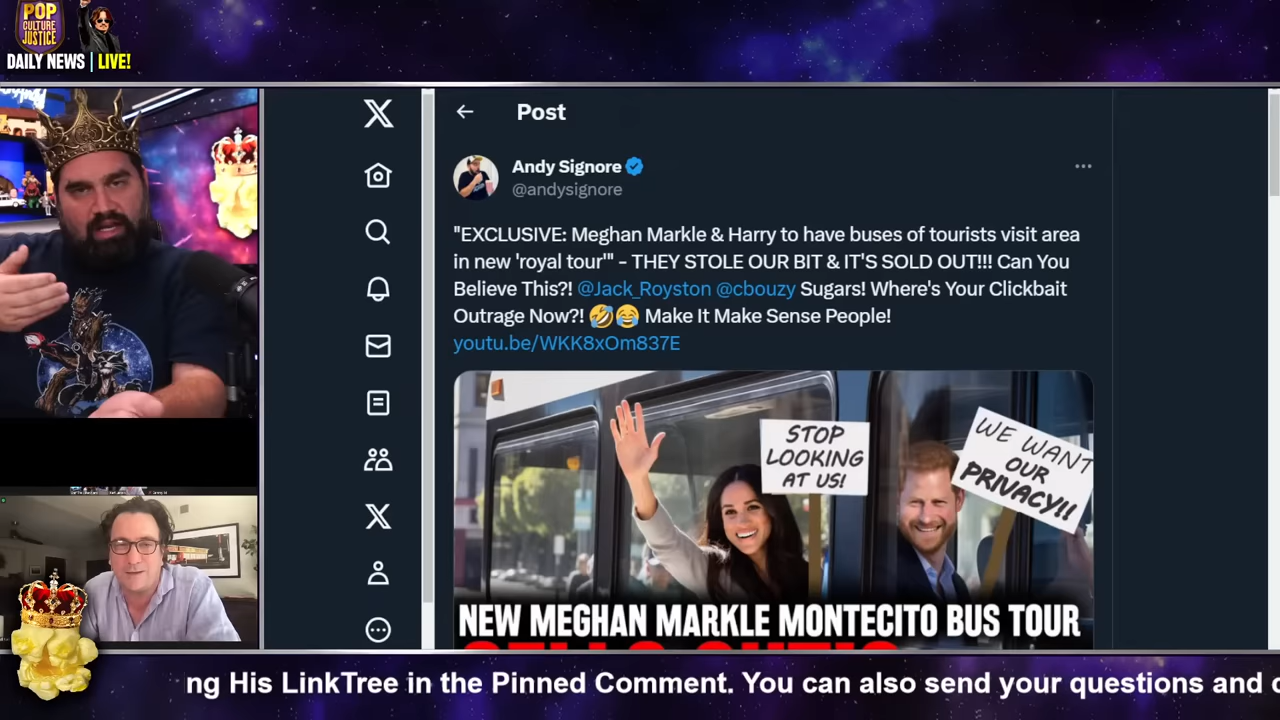 POP
CULTURE
JUSTICE
DAILY NEWS | LIVE!
Post
Andy Signore
@andysignore
"EXCLUSIVE: Meghan Markle & Harry to have buses of tourists visit area
in new 'royal tour'" - THEY STOLE OUR BIT & IT'S SOLD OUT!!! Can You
Believe This?! @Jack_Royston @cbouzy Sugars! Where's Your Clickbait
Outrage Now?! 🤣😂 Make It Make Sense People!
youtu.be/WKK8xOm837E
STOP
LOOKING
AT US!
WE WANT
OUR
PRIVACY!!
NEW MEGHAN MARKLE MONTECITO BUS TOUR
ng His LinkTree in the Pinned Comment. You can also send your questions and